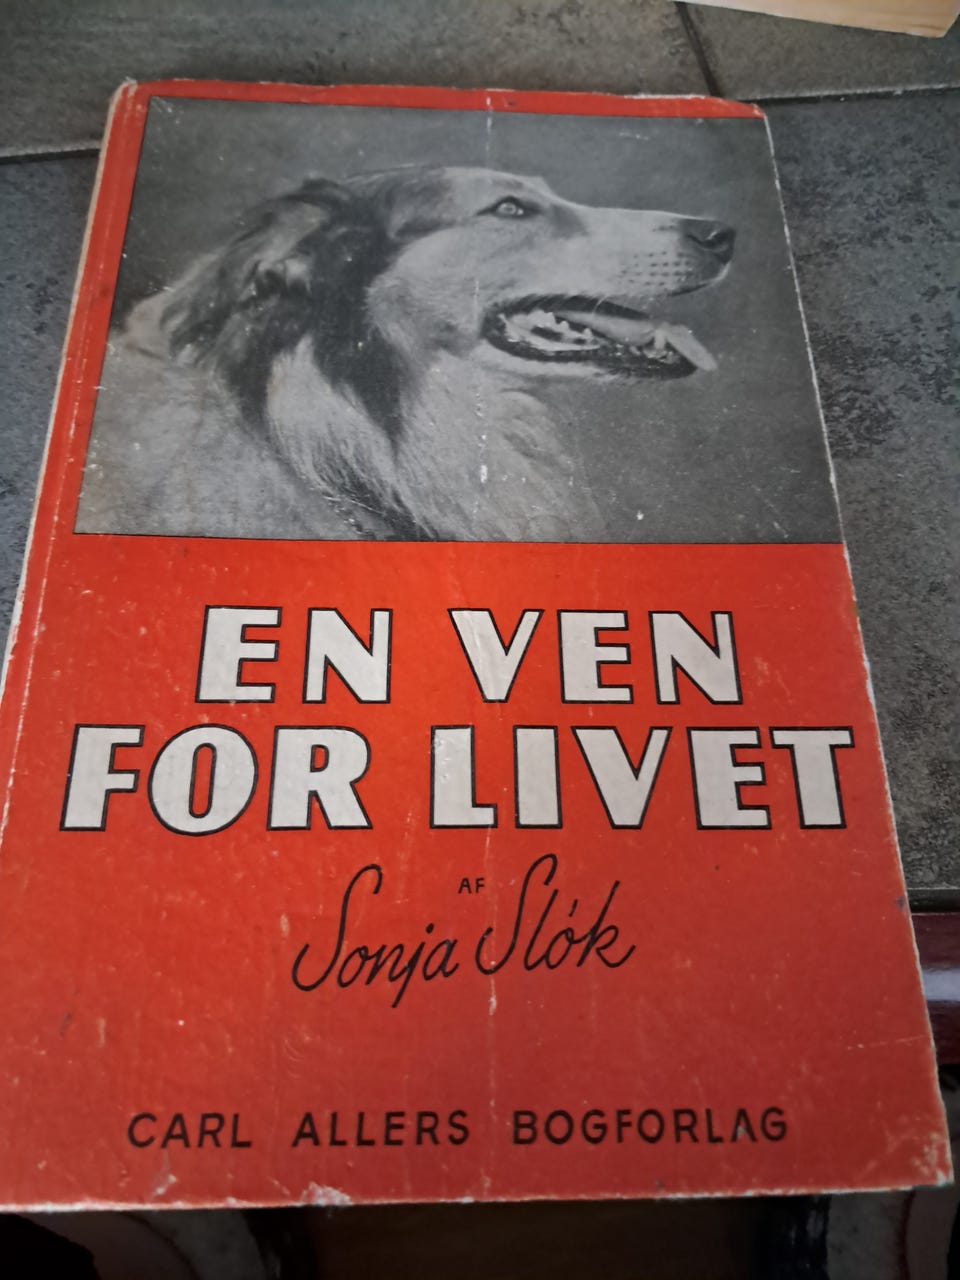 EN VEN
FOR LIVET
AF
Sonja Slók
CARL ALLERS BOGFORLAG